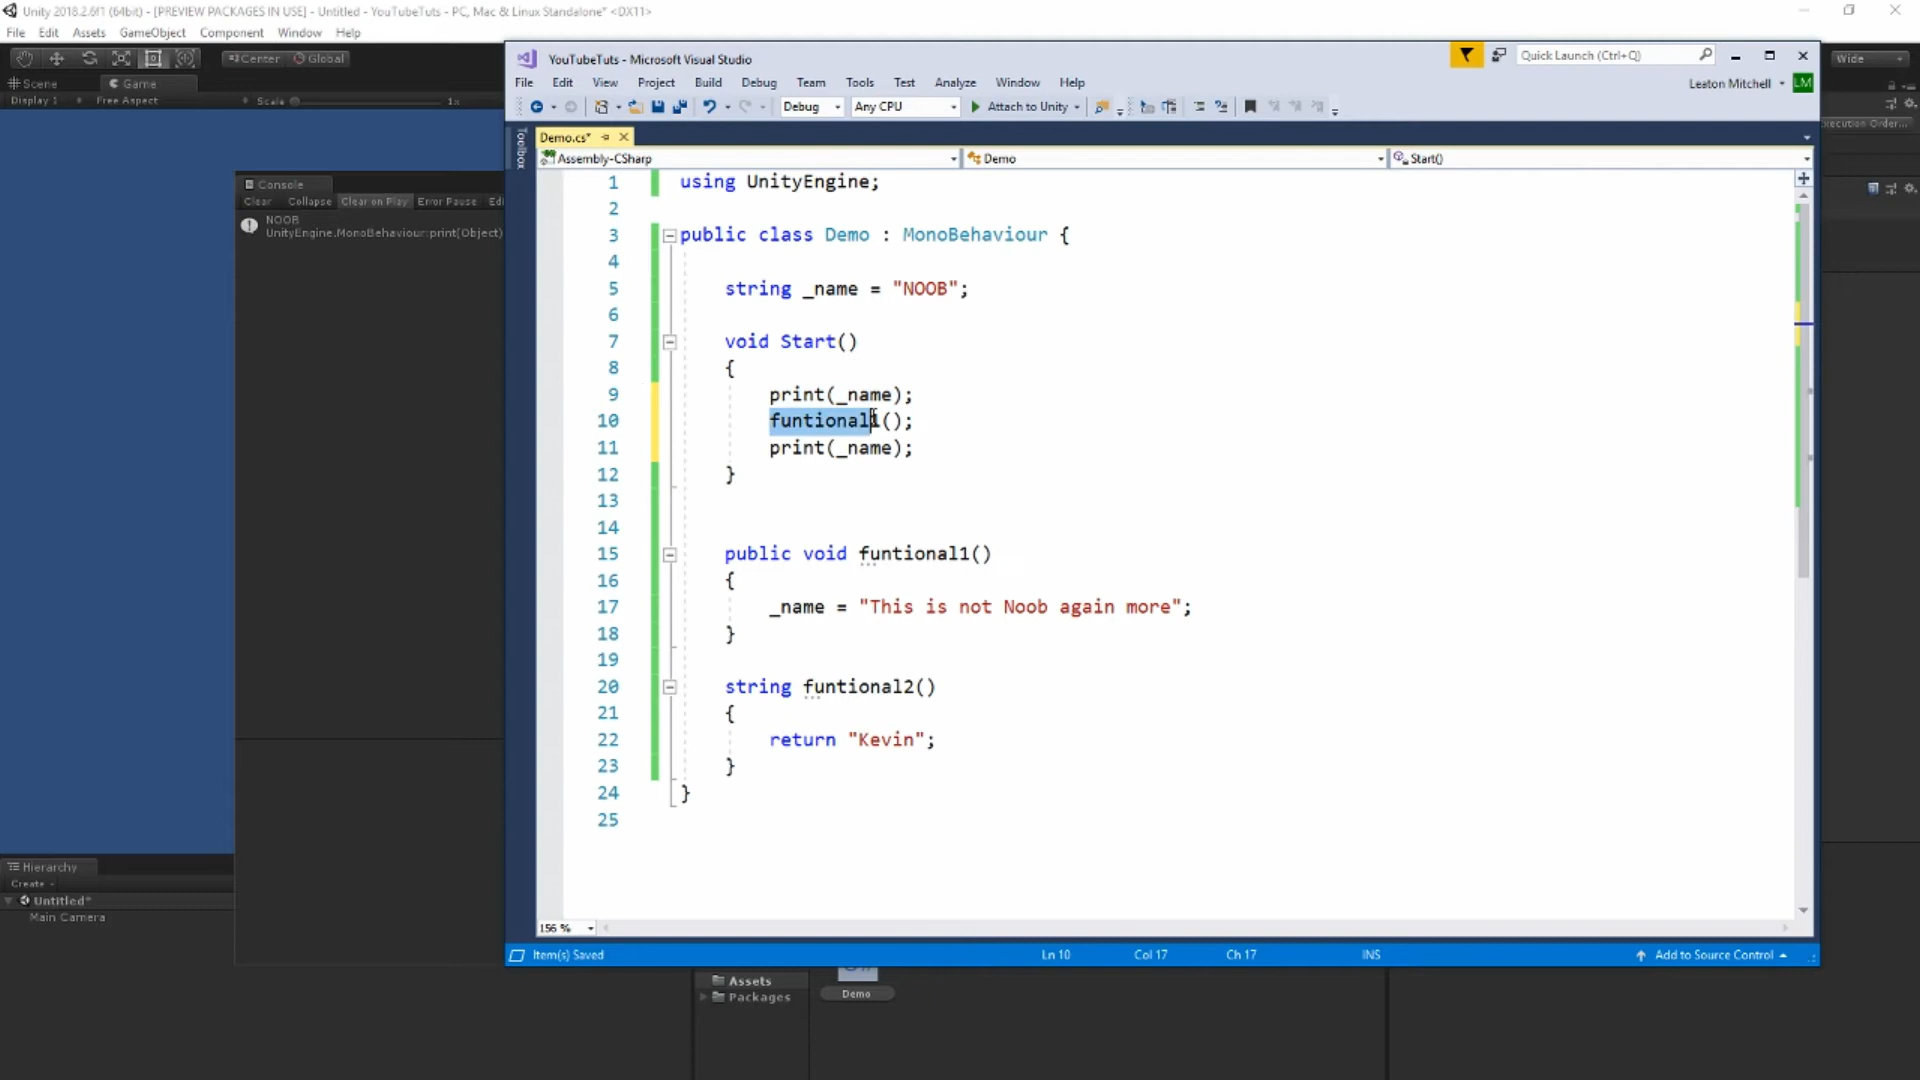 Unity 2018.2.6f1 (64bit) - [PREVIEW PACKAGES IN USE] - Untitled - YouTubeTuts - PC, Mac & Linux Standalone* <DX11>
File Edit Assets GameObject Component Window Help
Center Global
Wide
Scene Game
Display 1 Free Aspect Scale 1x
Execution Order...
Console
Clear Collapse Clear on Play Error Pause
NOOB
UnityEngine.MonoBehaviour:print(Object)
YouTubeTuts - Microsoft Visual Studio
Quick Launch (Ctrl+Q)
File Edit View Project Build Debug Team Tools Test Analyze Window Help
Leaton Mitchell LM
Debug Any CPU Attach to Unity
Toolbox
Demo.cs*
Assembly-CSharp Demo Start()
1 using UnityEngine;
2
3 public class Demo : MonoBehaviour {
4
5 string _name = "NOOB";
6
7 void Start()
8 {
9 print(_name);
10 funtional1();
11 print(_name);
12 }
13
14
15 public void funtional1()
16 {
17 _name = "This is not Noob again more";
18 }
19
20 string funtional2()
21 {
22 return "Kevin";
23 }
24 }
25
156 %
Item(s) Saved Ln 10 Col 17 Ch 17 INS Add to Source Control
Hierarchy
Create
Untitled*
Main Camera
Assets
Packages
Demo